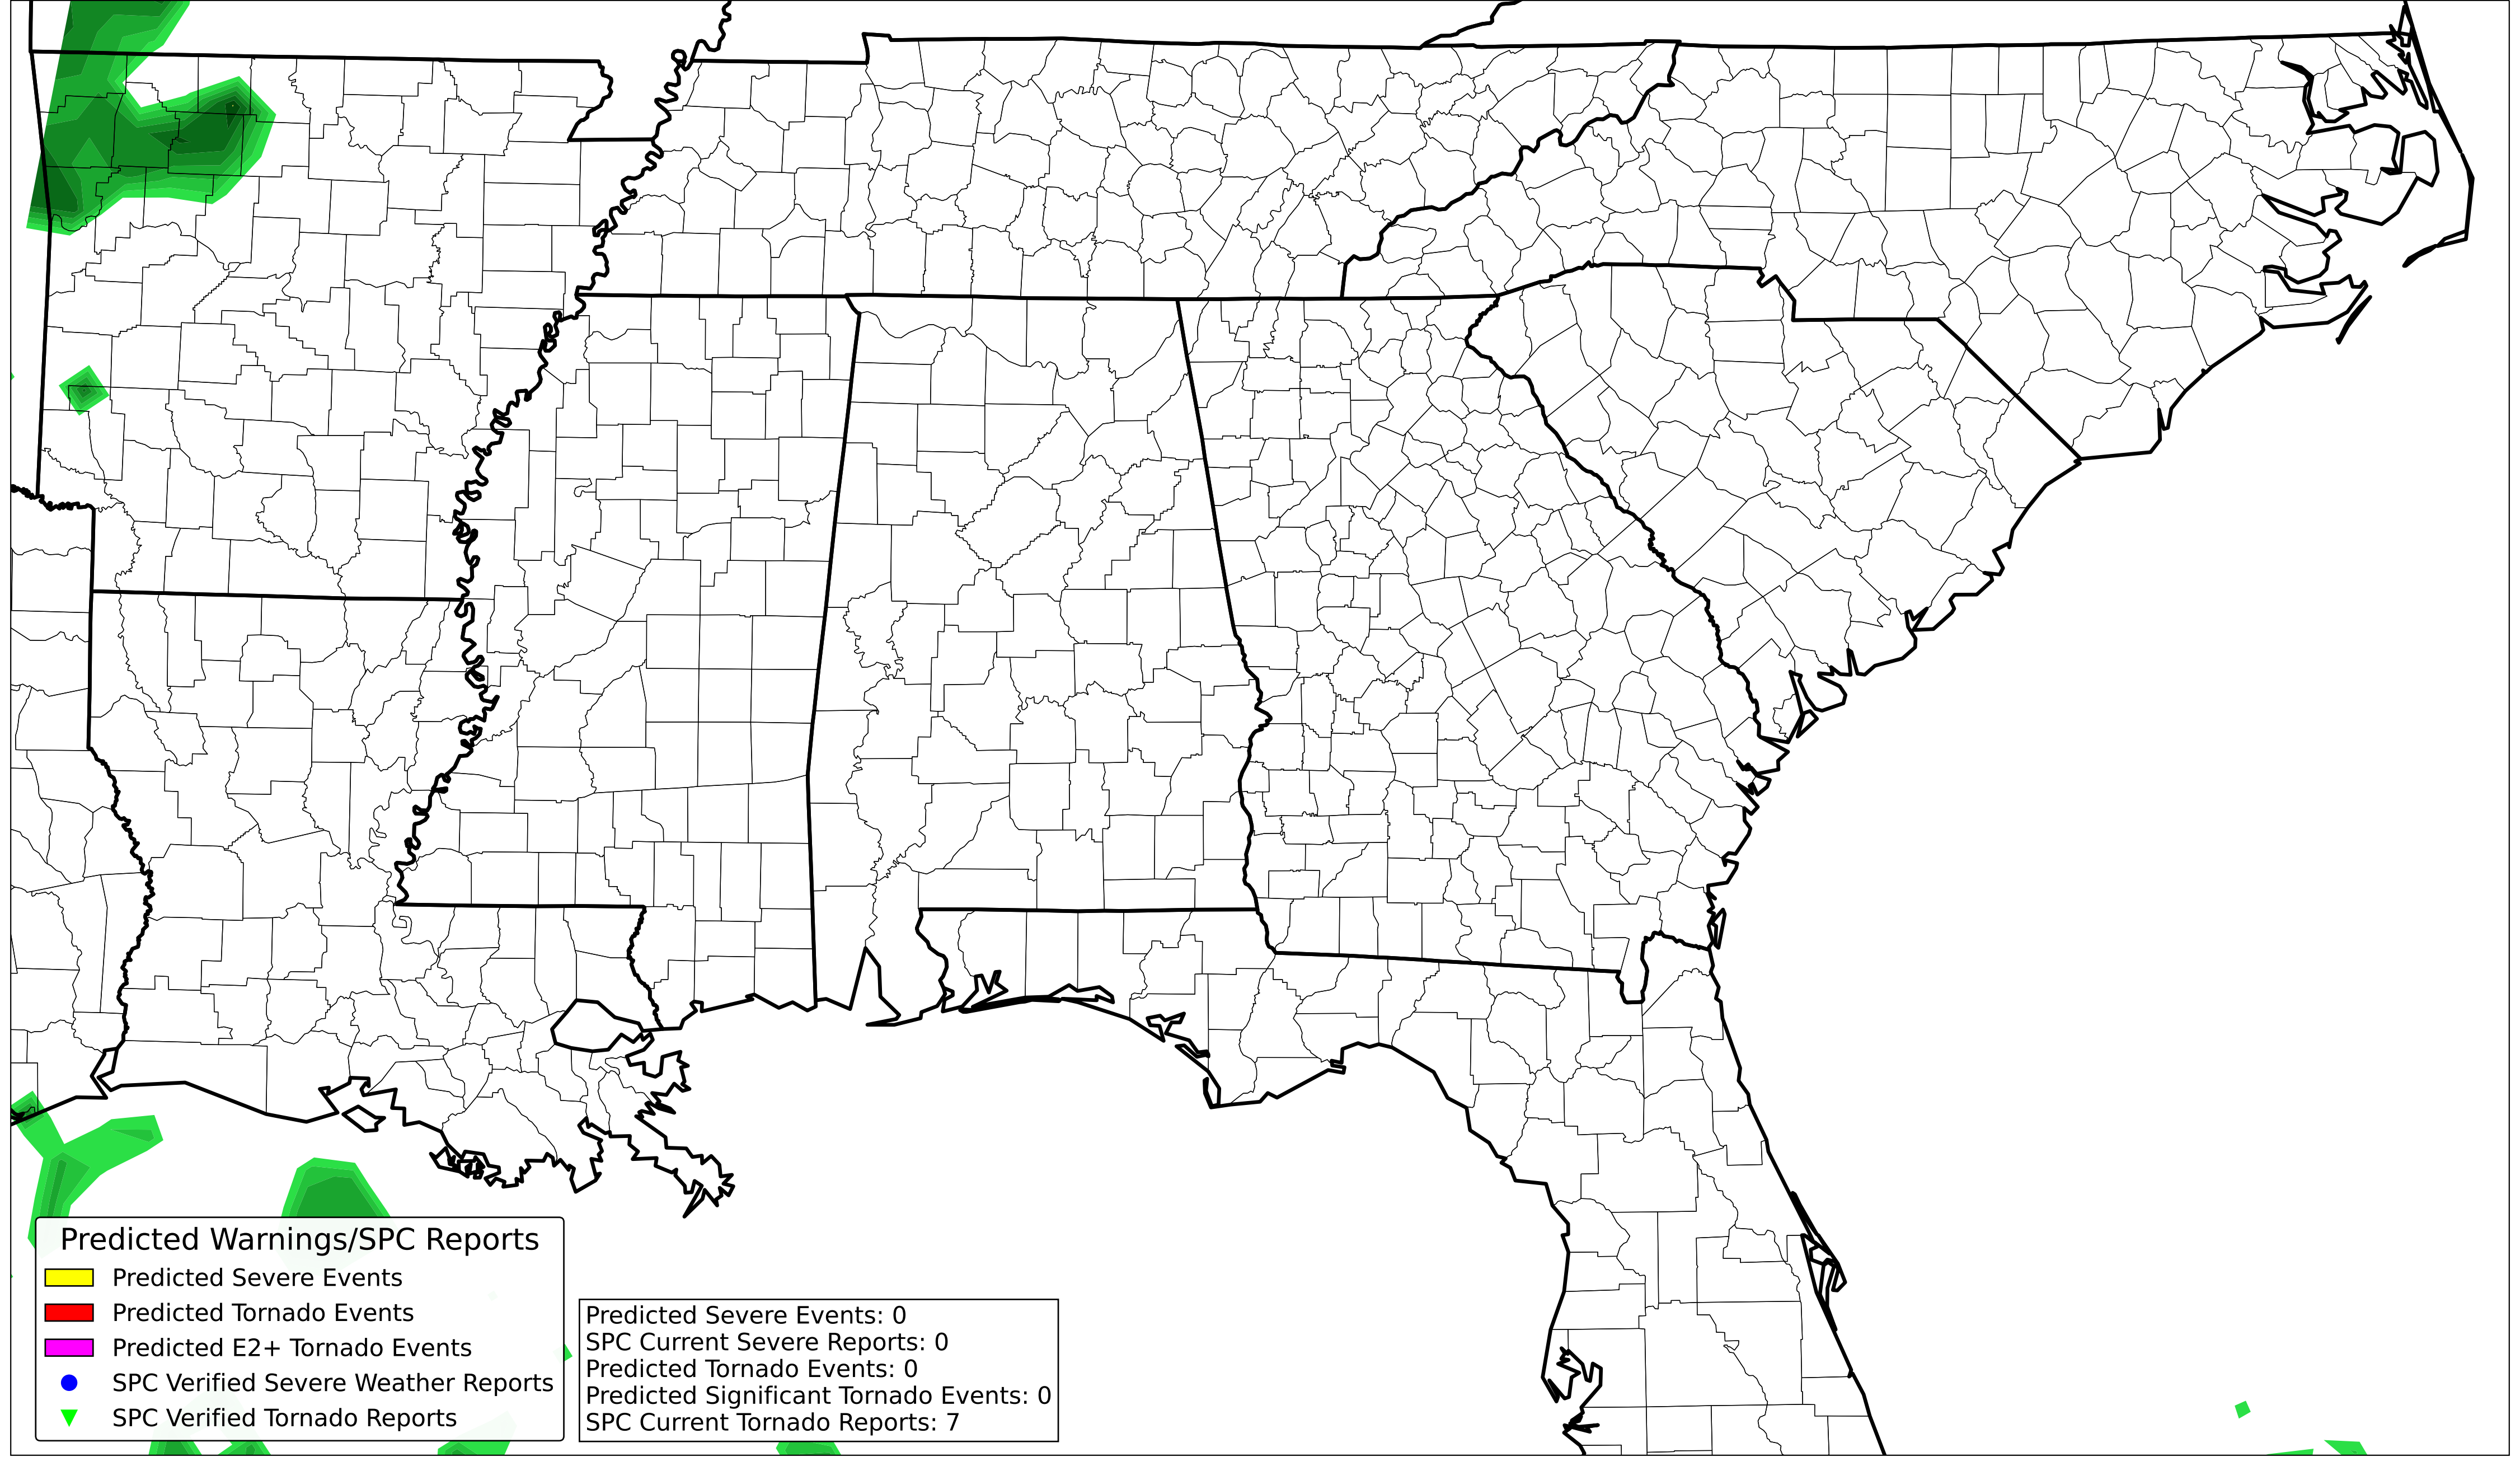 Predicted Warnings/SPC Reports
Predicted Severe Events
Predicted Tornado Events
Predicted E2+ Tornado Events
SPC Verified Severe Weather Reports
SPC Verified Tornado Reports
Predicted Severe Events: 0
SPC Current Severe Reports: 0
Predicted Tornado Events: 0
Predicted Significant Tornado Events: 0
SPC Current Tornado Reports: 7